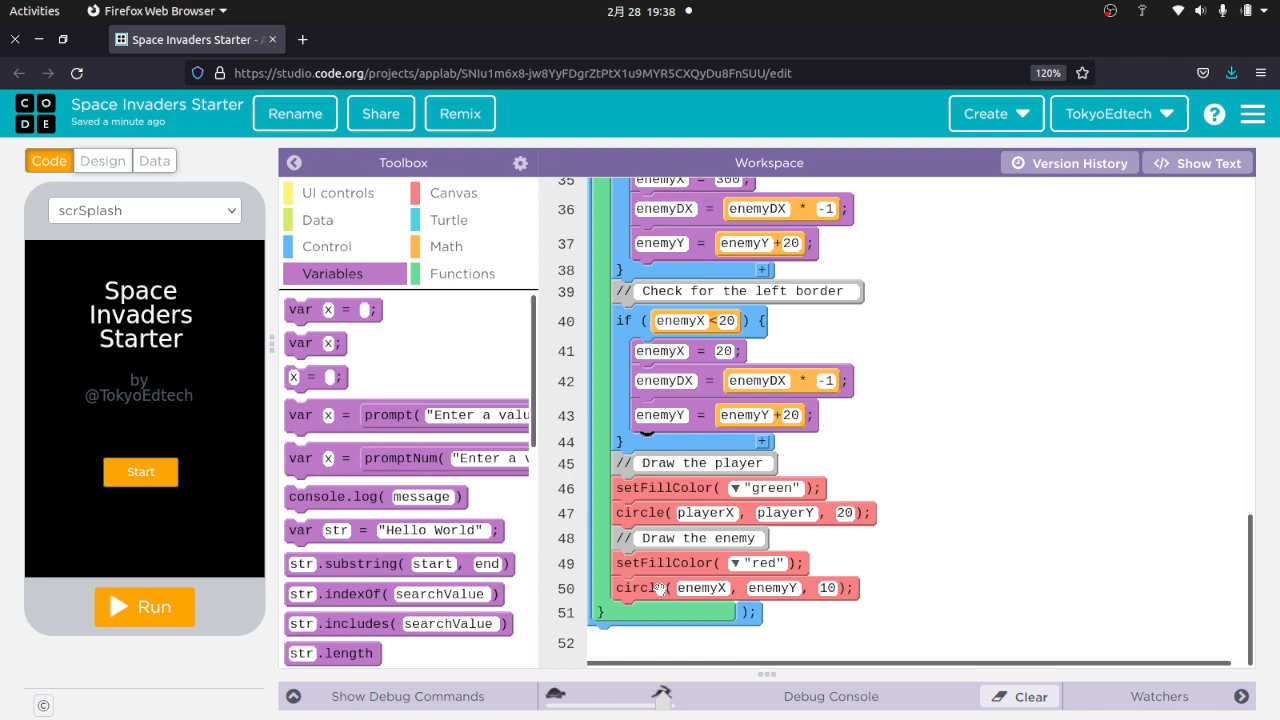 Activities
Firefox Web Browser
2月 28 19:38
Space Invaders Starter - A
https://studio.code.org/projects/applab/SNIu1m6x8-jw8YyFDgrZtPtX1u9MYR5CXQyDu8FnSUU/edit
120%
C O
D E
Space Invaders Starter
Saved a minute ago
Rename
Share
Remix
Create
TokyoEdtech
?
Code
Design
Data
scrSplash
Space
Invaders
Starter
by
@TokyoEdtech
Start
Run
©
Toolbox
UI controls
Canvas
Data
Turtle
Control
Math
Variables
Functions
var x = ;
var x;
x = ;
var x = prompt( "Enter a valu
var x = promptNum( "Enter a v
console.log( message )
var str = "Hello World" ;
str.substring( start, end)
str.indexOf( searchValue )
str.includes( searchValue )
str.length
Workspace
Version History
</> Show Text
35 enemyX = 300;
36 enemyDX = enemyDX * -1;
37 enemyY = enemyY+20;
38 }
39 // Check for the left border
40 if ( enemyX<20 ) {
41 enemyX = 20;
42 enemyDX = enemyDX * -1;
43 enemyY = enemyY+20;
44 }
45 // Draw the player
46 setFillColor( "green");
47 circle( playerX, playerY, 20);
48 // Draw the enemy
49 setFillColor( "red");
50 circle( enemyX, enemyY, 10);
51 } );
52
Show Debug Commands
Debug Console
Clear
Watchers